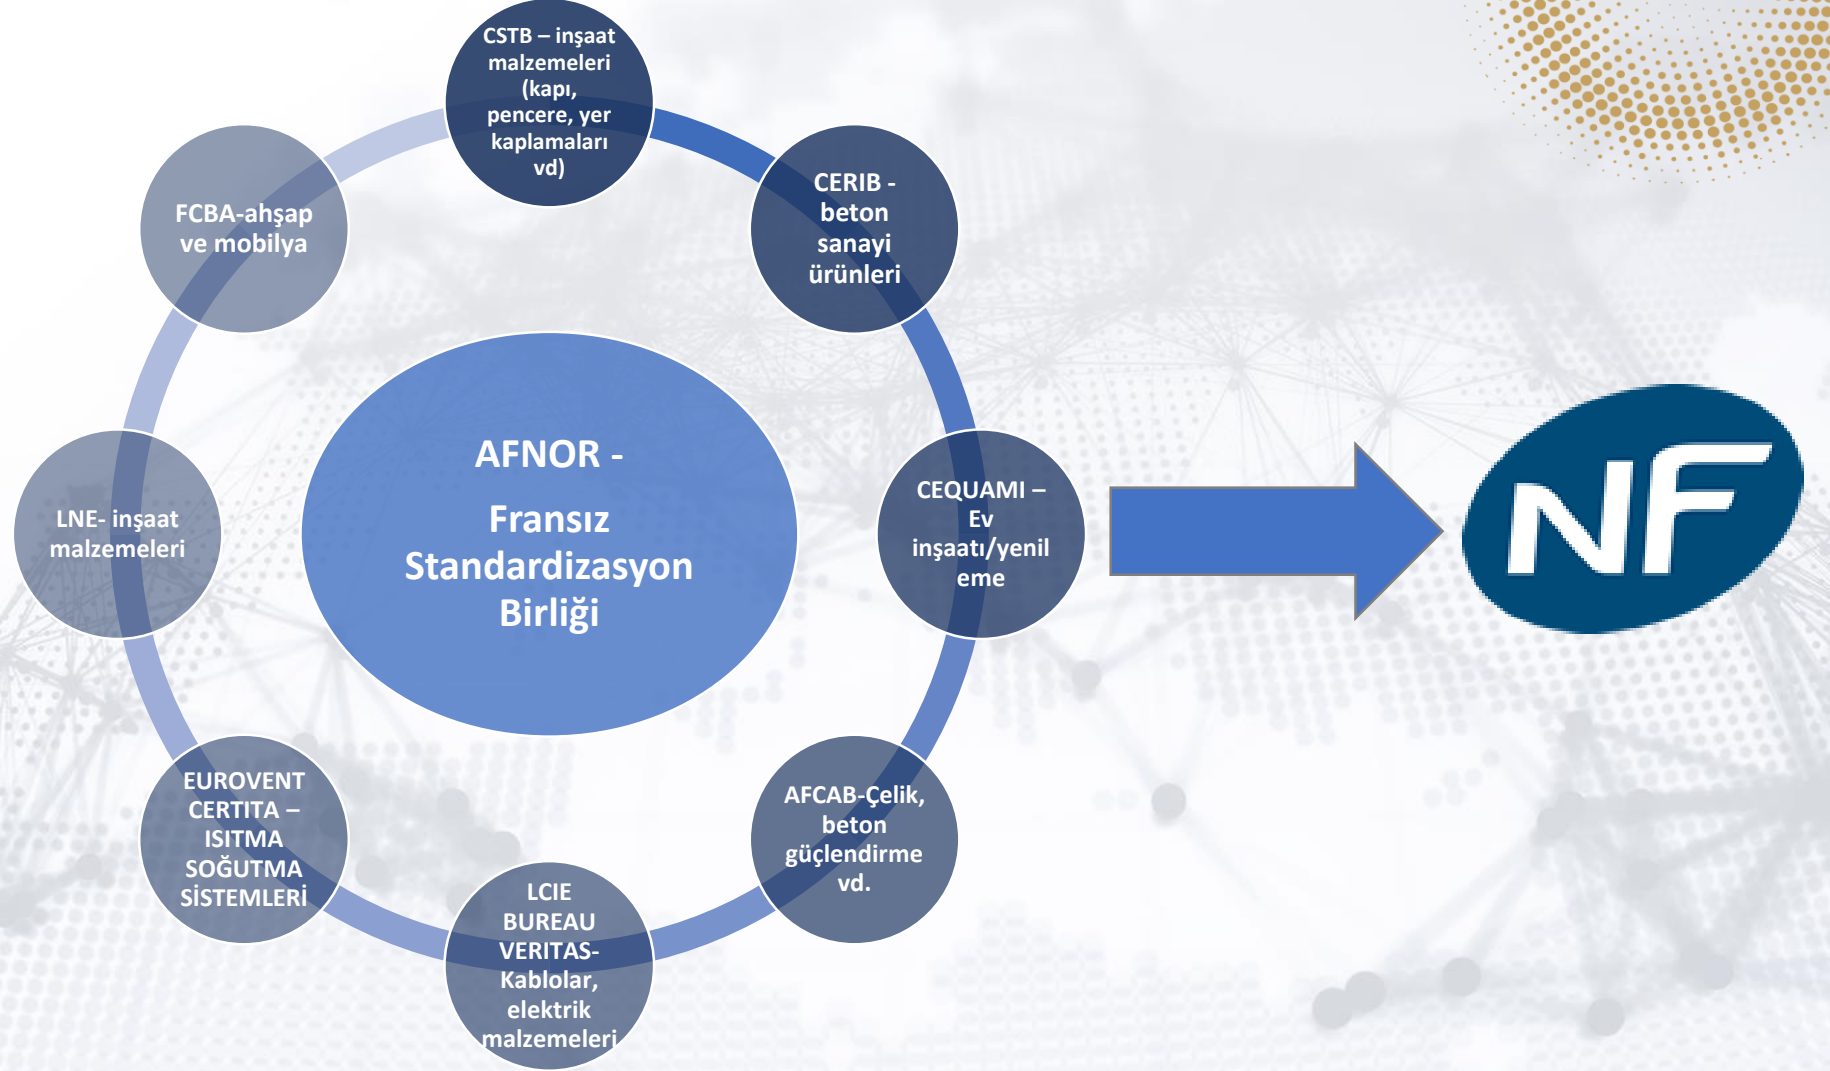 CSTB – inşaat
malzemeleri
(kapı,
pencere, yer
kaplamaları
vd)
CERIB -
beton
sanayi
ürünleri
CEQUAMI –
Ev
inşaatı/yenil
eme
AFCAB-Çelik,
beton
güçlendirme
vd.
LCIE
BUREAU
VERITAS-
Kablolar,
elektrik
malzemeleri
EUROVENT
CERTITA –
ISITMA
SOĞUTMA
SİSTEMLERİ
LNE- inşaat
malzemeleri
FCBA-ahşap
ve mobilya
AFNOR -
Fransız
Standardizasyon
Birliği
NF